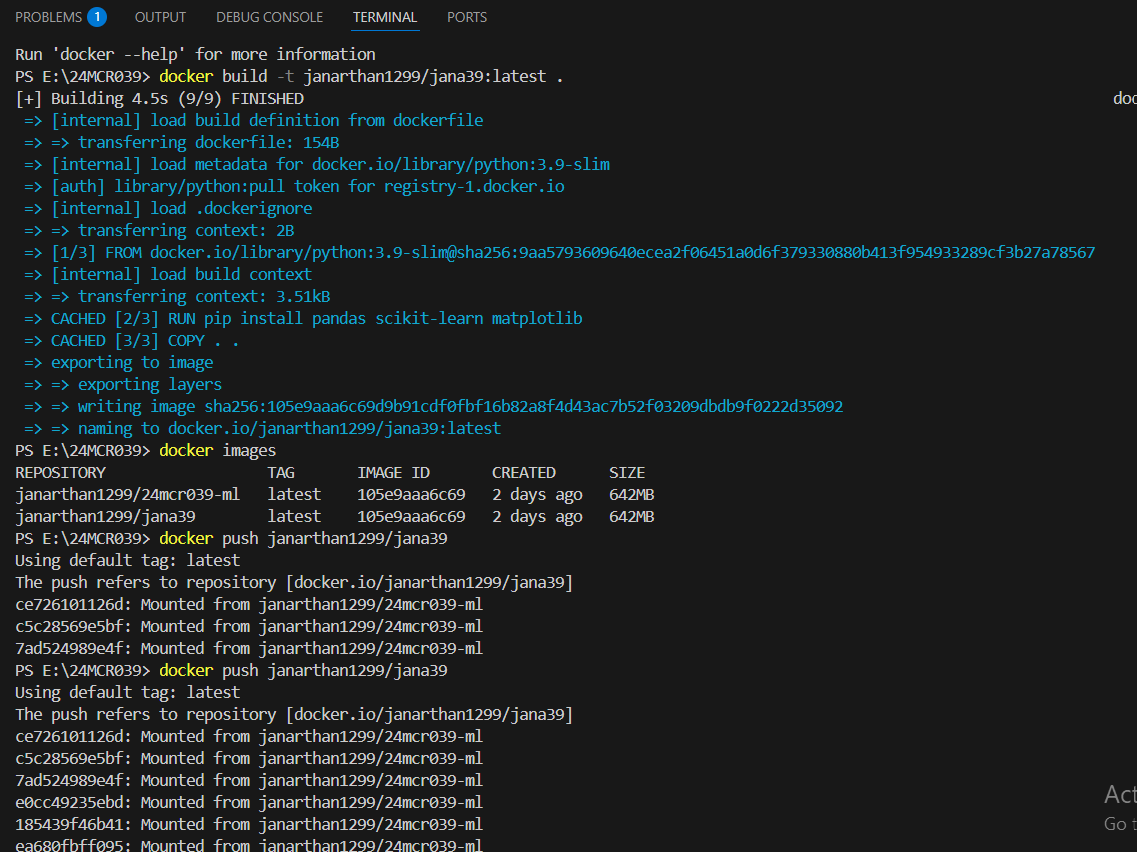 PROBLEMS 1 OUTPUT DEBUG CONSOLE TERMINAL PORTS
Run 'docker --help' for more information
PS E:\24MCR039> docker build -t janarthan1299/jana39:latest .
[+] Building 4.5s (9/9) FINISHED doc
=> [internal] load build definition from dockerfile
=> => transferring dockerfile: 154B
=> [internal] load metadata for docker.io/library/python:3.9-slim
=> [auth] library/python:pull token for registry-1.docker.io
=> [internal] load .dockerignore
=> => transferring context: 2B
=> [1/3] FROM docker.io/library/python:3.9-slim@sha256:9aa5793609640ecea2f06451a0d6f379330880b413f954933289cf3b27a78567
=> [internal] load build context
=> => transferring context: 3.51kB
=> CACHED [2/3] RUN pip install pandas scikit-learn matplotlib
=> CACHED [3/3] COPY . .
=> exporting to image
=> => exporting layers
=> => writing image sha256:105e9aaa6c69d9b91cdf0fbf16b82a8f4d43ac7b52f03209dbdb9f0222d35092
=> => naming to docker.io/janarthan1299/jana39:latest
PS E:\24MCR039> docker images
REPOSITORY TAG IMAGE ID CREATED SIZE
janarthan1299/24mcr039-ml latest 105e9aaa6c69 2 days ago 642MB
janarthan1299/jana39 latest 105e9aaa6c69 2 days ago 642MB
PS E:\24MCR039> docker push janarthan1299/jana39
Using default tag: latest
The push refers to repository [docker.io/janarthan1299/jana39]
ce726101126d: Mounted from janarthan1299/24mcr039-ml
c5c28569e5bf: Mounted from janarthan1299/24mcr039-ml
7ad524989e4f: Mounted from janarthan1299/24mcr039-ml
PS E:\24MCR039> docker push janarthan1299/jana39
Using default tag: latest
The push refers to repository [docker.io/janarthan1299/jana39]
ce726101126d: Mounted from janarthan1299/24mcr039-ml
c5c28569e5bf: Mounted from janarthan1299/24mcr039-ml
7ad524989e4f: Mounted from janarthan1299/24mcr039-ml
e0cc49235ebd: Mounted from janarthan1299/24mcr039-ml
Act
185439f46b41: Mounted from janarthan1299/24mcr039-ml
Go t
ea680fbff095: Mounted from janarthan1299/24mcr039-ml